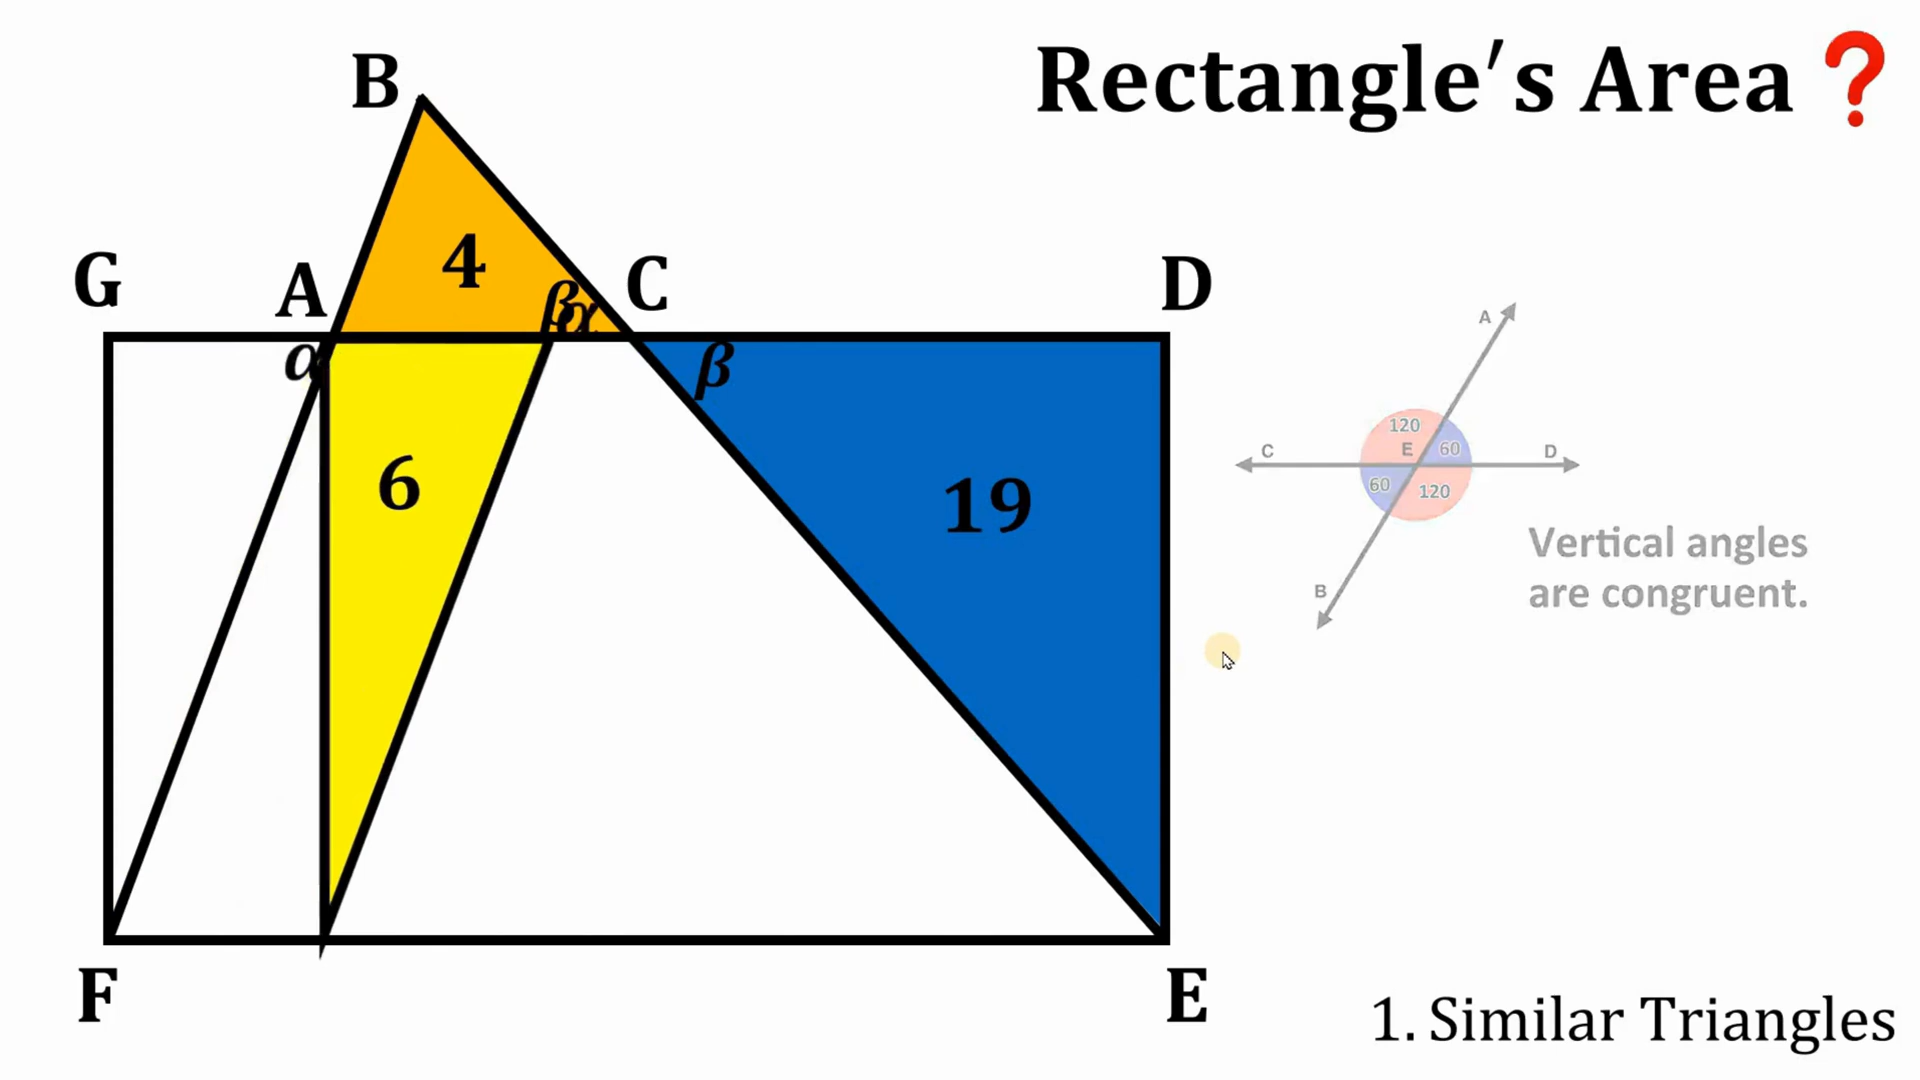 Rectangle′s Area ❓
B
4
G
A
C
D
β
α
α
β
6
19
A
120
C
E
60
D
60
120
B
Vertical angles
are congruent.
F
E
1. Similar Triangles